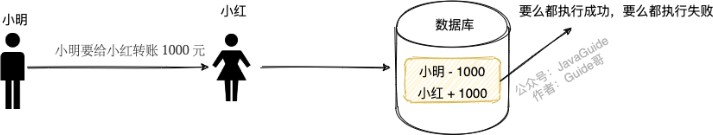 小明
小明要给小红转账 1000 元
小红
数据库
小明 - 1000
小红 + 1000
要么都执行成功，要么都执行失败
公众号：JavaGuide
作者：Guide哥